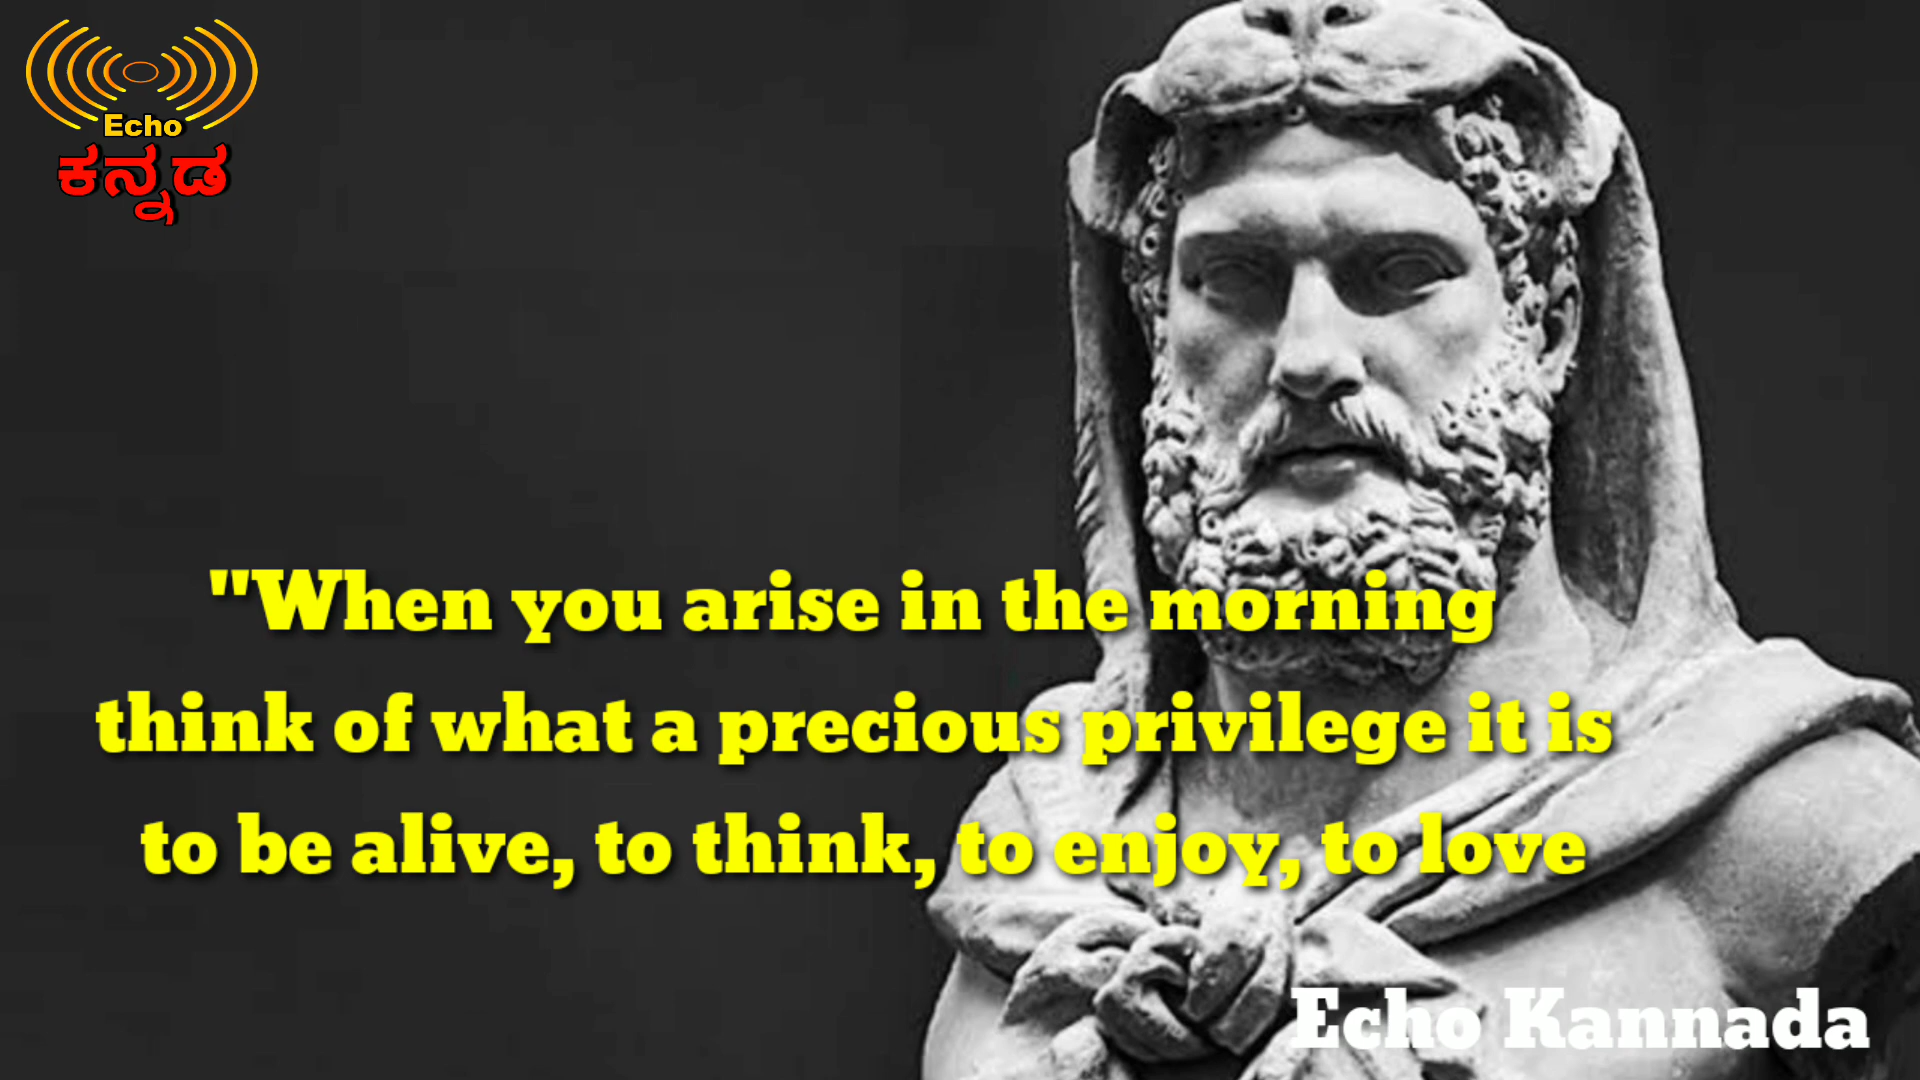 Echo
ಕನ್ನಡ
"When you arise in the morning
think of what a precious privilege it is
to be alive, to think, to enjoy, to love
Echo Kannada